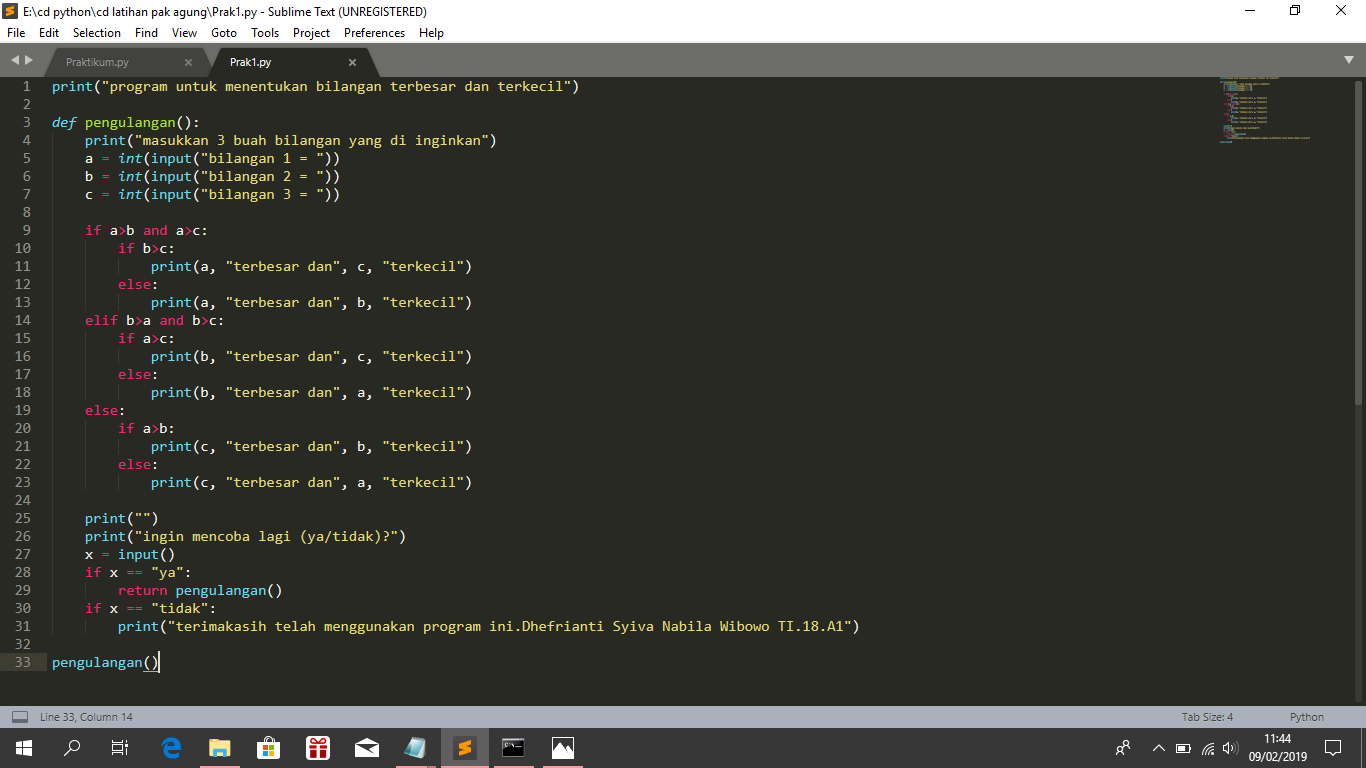 E:\cd python\cd latihan pak agung\Prak1.py - Sublime Text (UNREGISTERED)
File Edit Selection Find View Goto Tools Project Preferences Help
Praktikum.py × Prak1.py ×
1 print("program untuk menentukan bilangan terbesar dan terkecil")
2
3 def pengulangan():
4     print("masukkan 3 buah bilangan yang di inginkan")
5     a = int(input("bilangan 1 = "))
6     b = int(input("bilangan 2 = "))
7     c = int(input("bilangan 3 = "))
8
9     if a>b and a>c:
10         if b>c:
11             print(a, "terbesar dan", c, "terkecil")
12         else:
13             print(a, "terbesar dan", b, "terkecil")
14     elif b>a and b>c:
15         if a>c:
16             print(b, "terbesar dan", c, "terkecil")
17         else:
18             print(b, "terbesar dan", a, "terkecil")
19     else:
20         if a>b:
21             print(c, "terbesar dan", b, "terkecil")
22         else:
23             print(c, "terbesar dan", a, "terkecil")
24
25     print("")
26     print("ingin mencoba lagi (ya/tidak)?")
27     x = input()
28     if x == "ya":
29         return pengulangan()
30     if x == "tidak":
31         print("terimakasih telah menggunakan program ini.Dhefrianti Syiva Nabila Wibowo TI.18.A1")
32
33 pengulangan()
Line 33, Column 14 Tab Size: 4 Python
11:44
09/02/2019